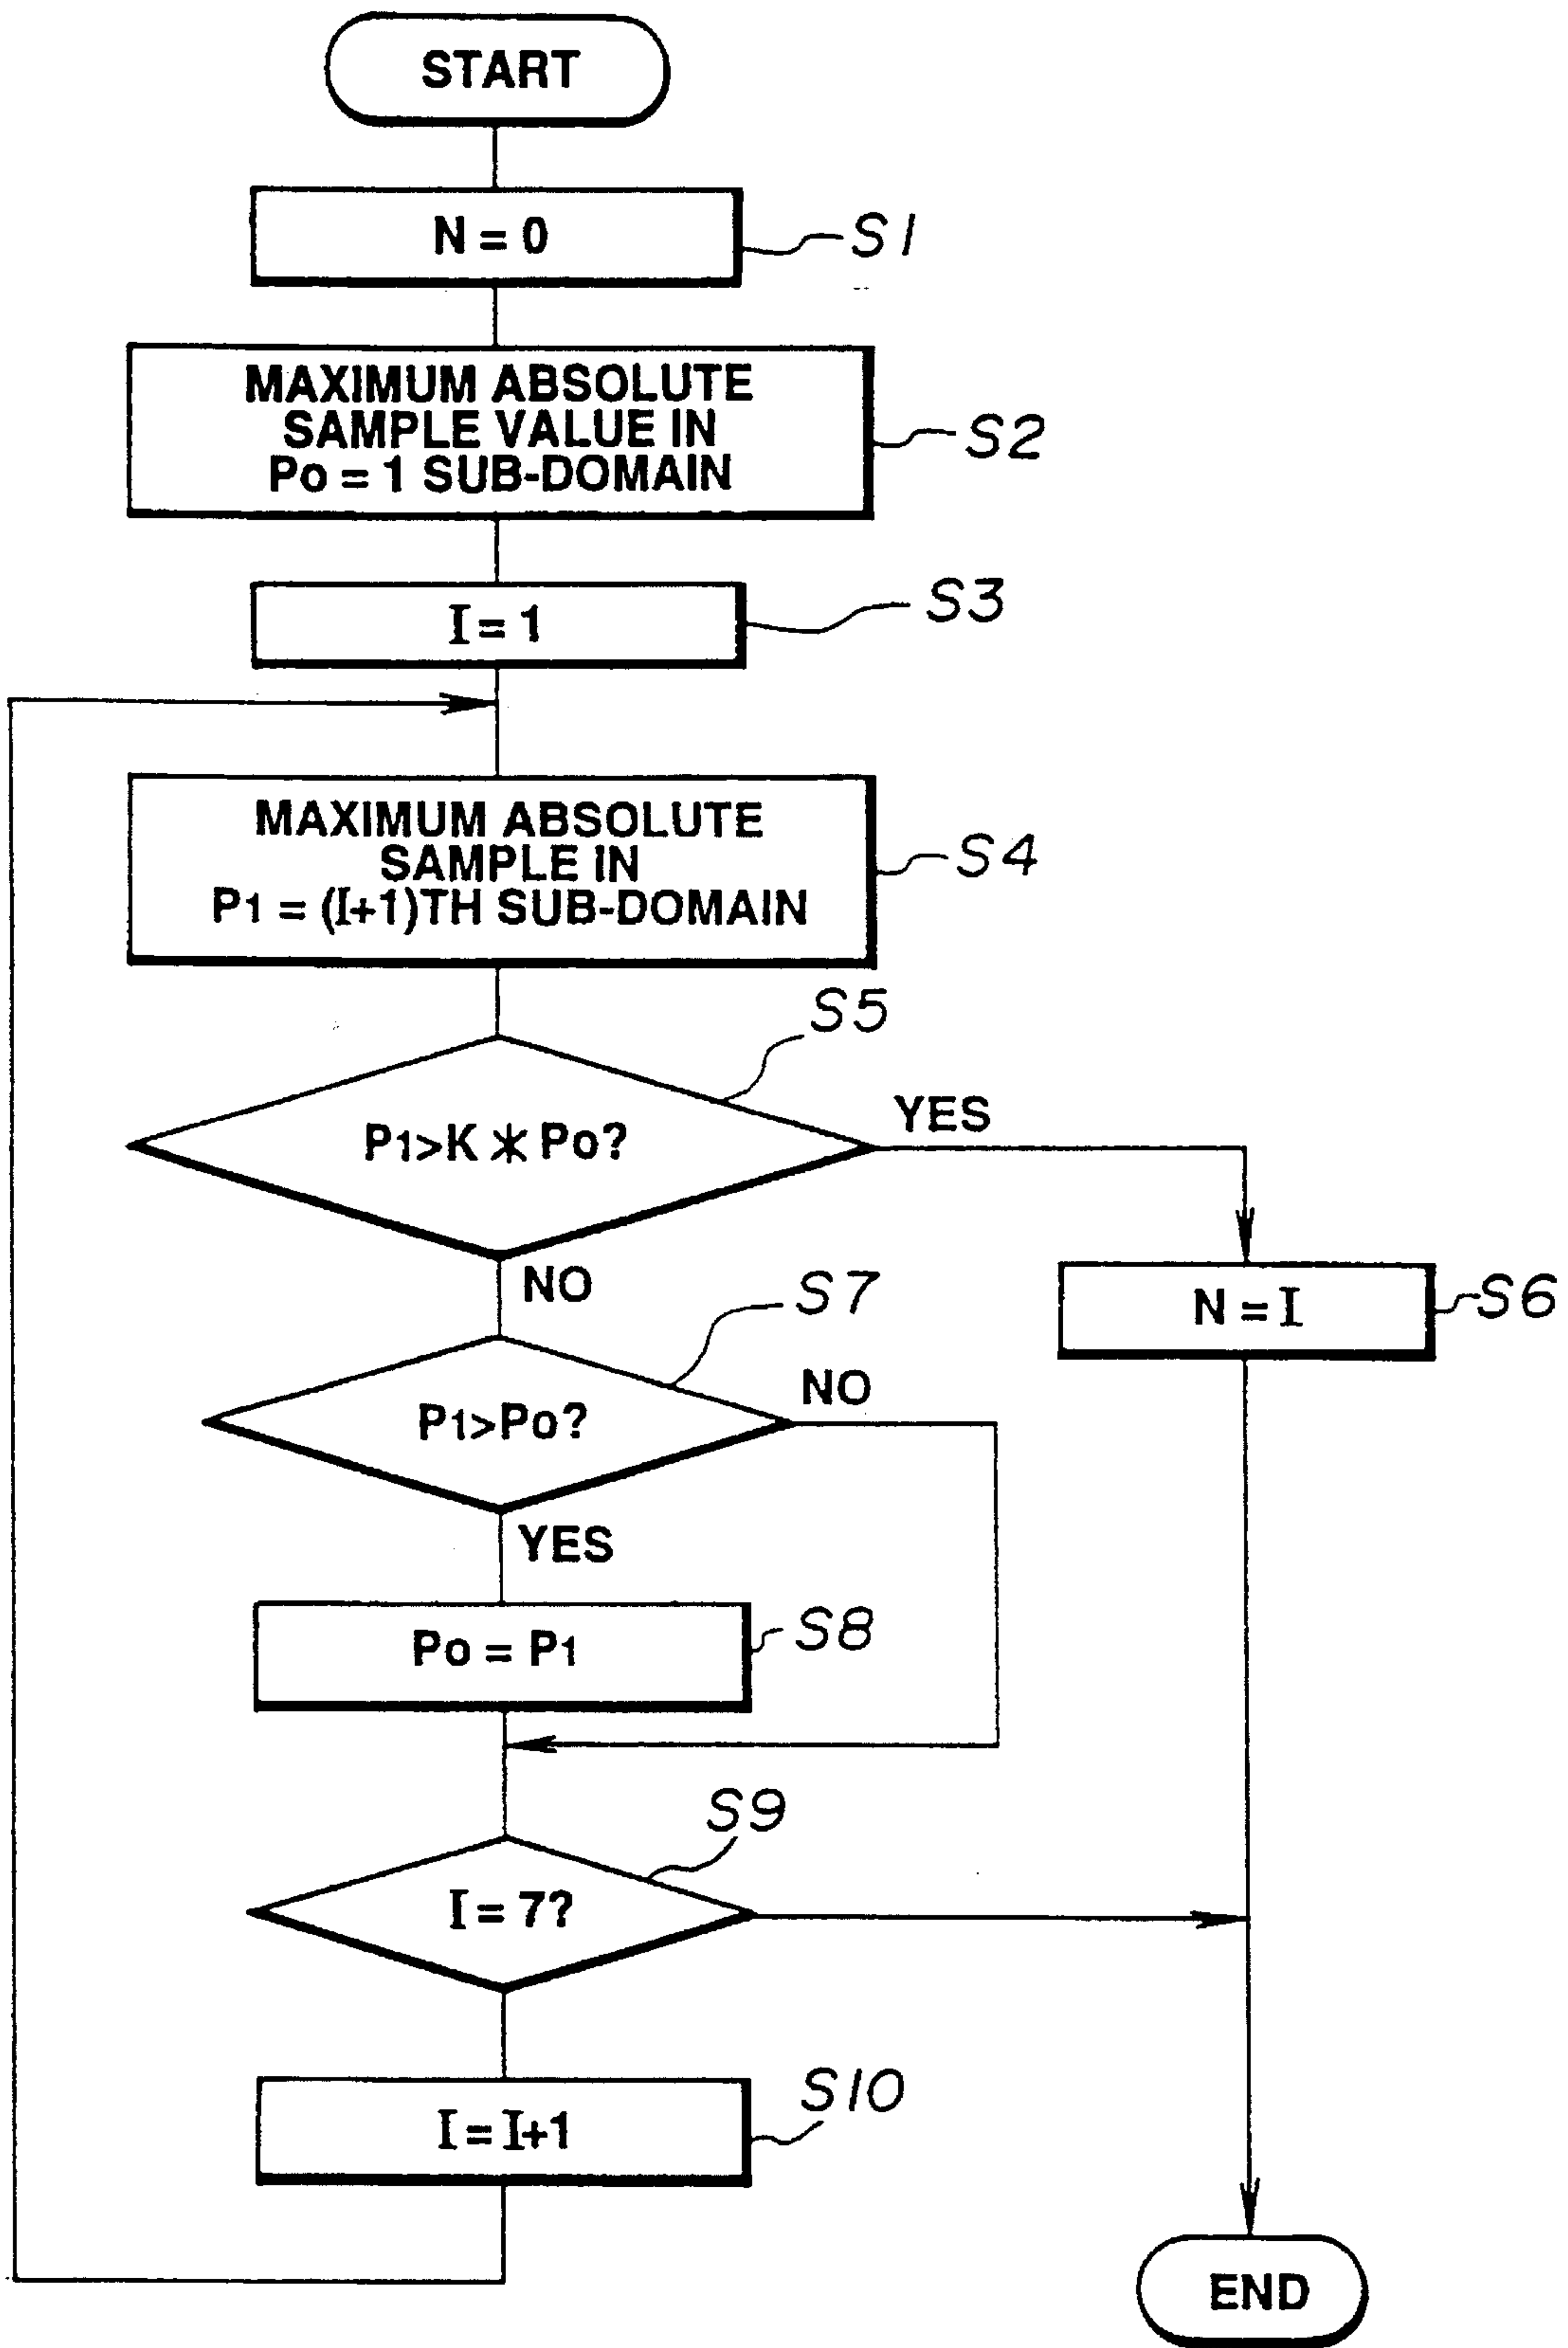 START
N = 0
S1
MAXIMUM ABSOLUTE
SAMPLE VALUE IN
Po = 1 SUB-DOMAIN
S2
I = 1
S3
MAXIMUM ABSOLUTE
SAMPLE IN
P1 = (I+1)TH SUB-DOMAIN
S4
S5
P1>K * Po?
YES
NO
N = I
S6
S7
P1>Po?
NO
YES
Po = P1
S8
S9
I = 7?
I = I+1
S10
END